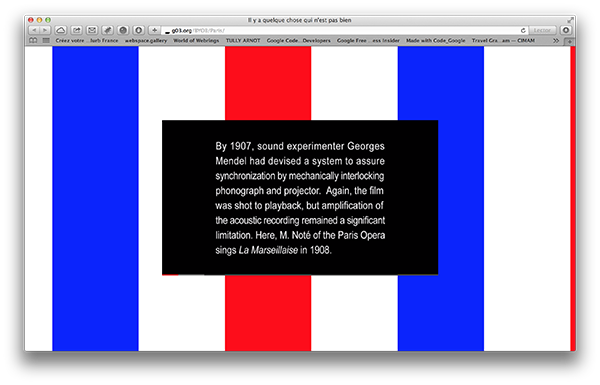 Il y a quelque chose qui n'est pas bien
g03.org/BYOB/Paris/
Lecteur
Créez votre ...turb France webspace.gallery World of Webrings TULLY ARNOT Google Code...Developers Google Free ...ess Insider Made with Code_Google Travel Gra...am — CIMAM
By 1907, sound experimenter Georges
Mendel had devised a system to assure
synchronization by mechanically interlocking
phonograph and projector. Again, the film
was shot to playback, but amplification of
the acoustic recording remained a significant
limitation. Here, M. Noté of the Paris Opera
sings La Marseillaise in 1908.